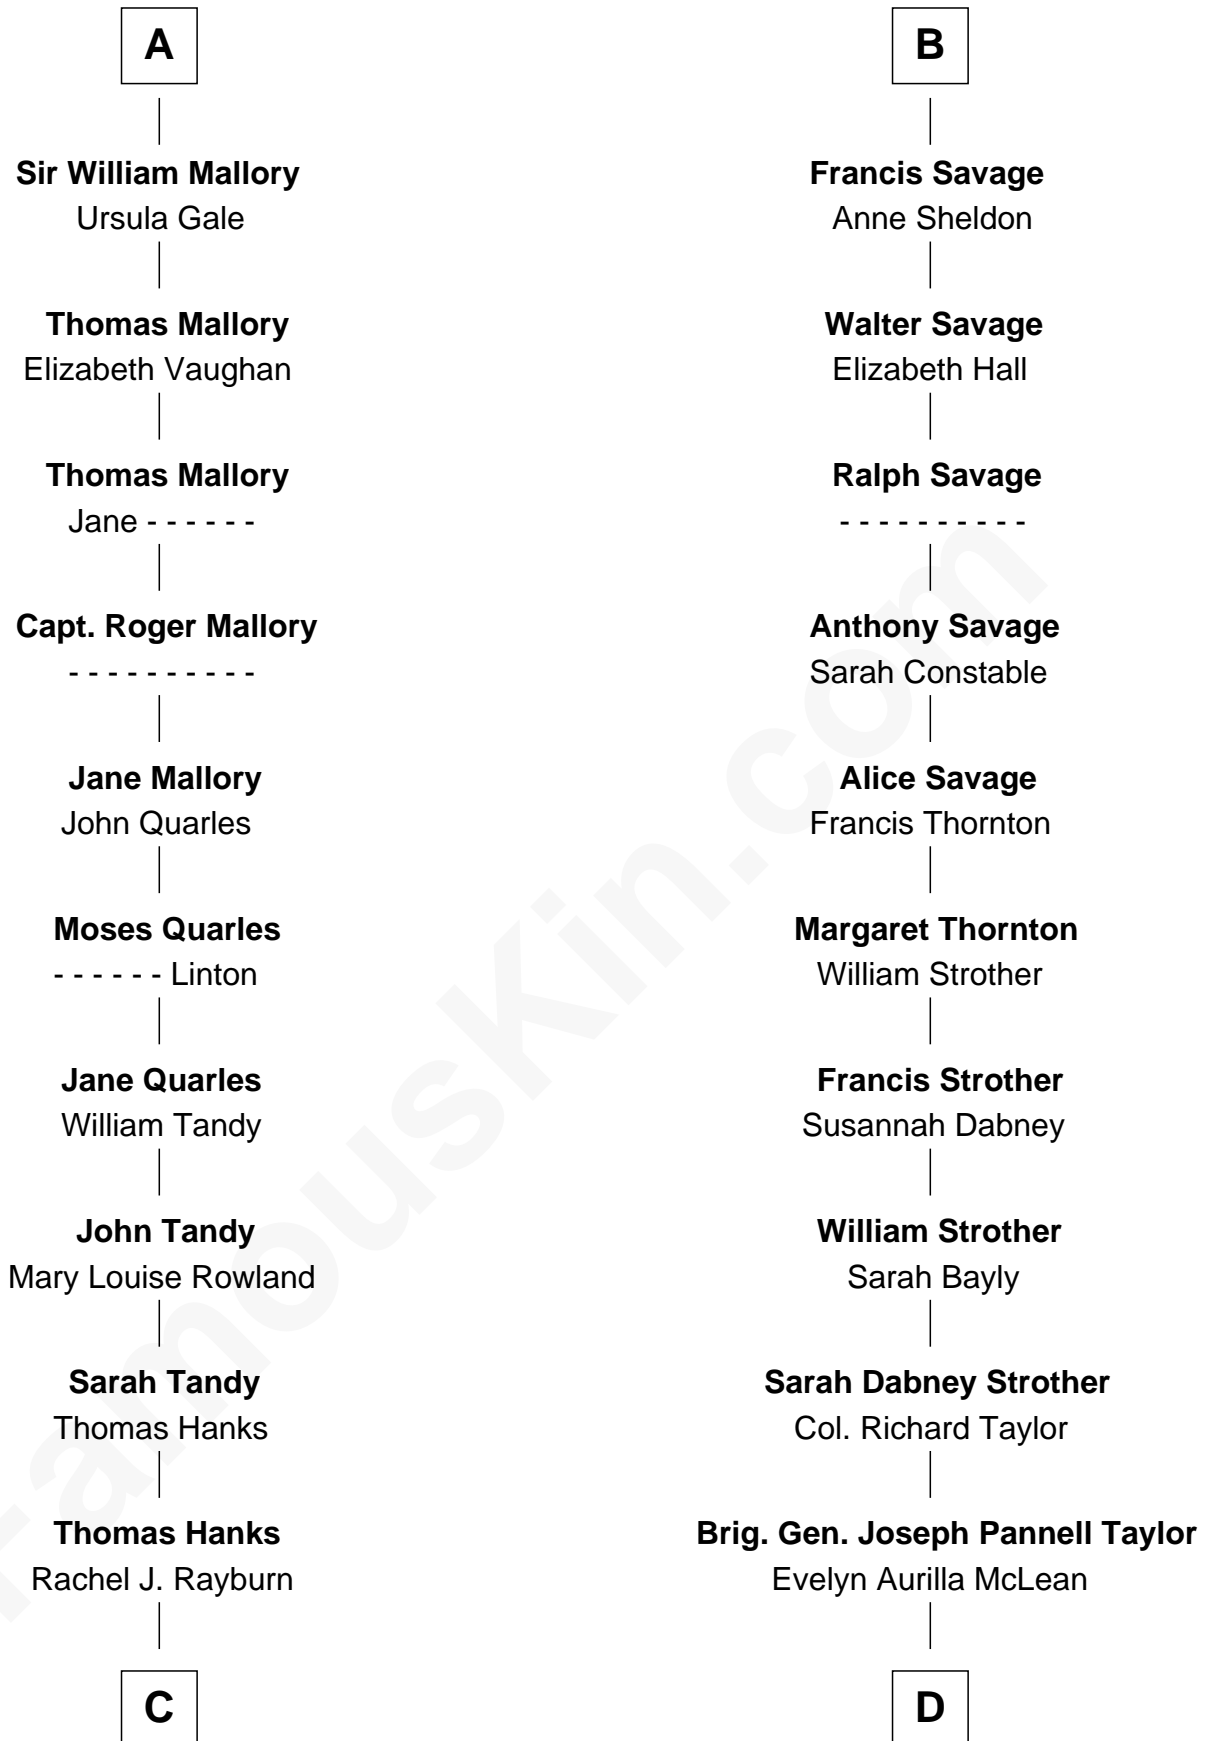 A
Sir William Mallory
Ursula Gale
Thomas Mallory
Elizabeth Vaughan
Thomas Mallory
Jane - - - - - -
Capt. Roger Mallory
- - - - - - - - - -
Jane Mallory
John Quarles
Moses Quarles
- - - - - - Linton
Jane Quarles
William Tandy
John Tandy
Mary Louise Rowland
Sarah Tandy
Thomas Hanks
Thomas Hanks
Rachel J. Rayburn
C
B
Francis Savage
Anne Sheldon
Walter Savage
Elizabeth Hall
Ralph Savage
- - - - - - - - - -
Anthony Savage
Sarah Constable
Alice Savage
Francis Thornton
Margaret Thornton
William Strother
Francis Strother
Susannah Dabney
William Strother
Sarah Bayly
Sarah Dabney Strother
Col. Richard Taylor
Brig. Gen. Joseph Pannell Taylor
Evelyn Aurilla McLean
D
FamousKin.com